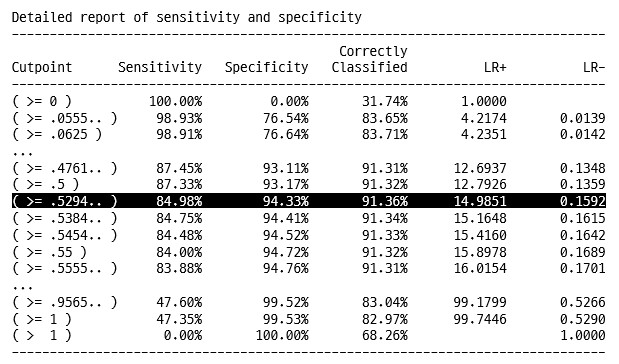 Detailed report of sensitivity and specificity
--------------------------------------------------------------------------------
Correctly
Cutpoint Sensitivity Specificity Classified LR+ LR-
--------------------------------------------------------------------------------
( >= 0 ) 100.00% 0.00% 31.74% 1.0000
( >= .0555.. ) 98.93% 76.54% 83.65% 4.2174 0.0139
( >= .0625 ) 98.91% 76.64% 83.71% 4.2351 0.0142
...
( >= .4761.. ) 87.45% 93.11% 91.31% 12.6937 0.1348
( >= .5 ) 87.33% 93.17% 91.32% 12.7926 0.1359
( >= .5294.. ) 84.98% 94.33% 91.36% 14.9851 0.1592
( >= .5384.. ) 84.75% 94.41% 91.34% 15.1648 0.1615
( >= .5454.. ) 84.48% 94.52% 91.33% 15.4160 0.1642
( >= .55 ) 84.00% 94.72% 91.32% 15.8978 0.1689
( >= .5555.. ) 83.88% 94.76% 91.31% 16.0154 0.1701
...
( >= .9565.. ) 47.60% 99.52% 83.04% 99.1799 0.5266
( >= 1 ) 47.35% 99.53% 82.97% 99.7446 0.5290
( > 1 ) 0.00% 100.00% 68.26% 1.0000
--------------------------------------------------------------------------------